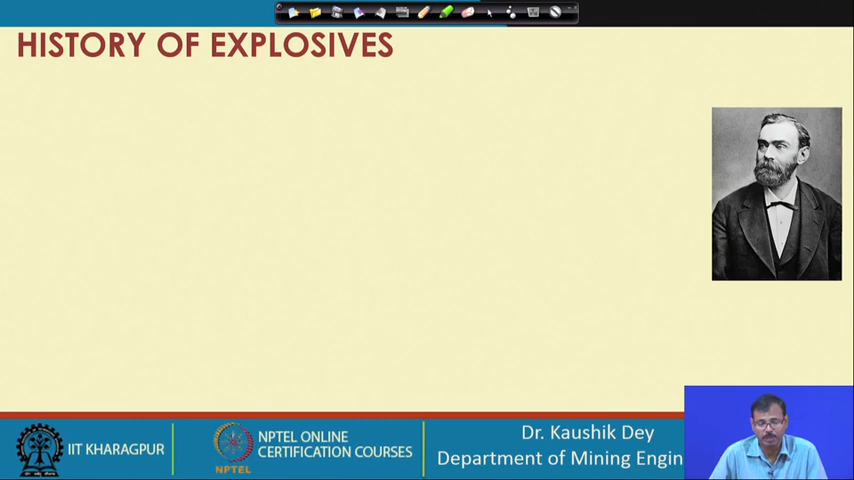 HISTORY OF EXPLOSIVES
IIT KHARAGPUR
NPTEL
NPTEL ONLINE
CERTIFICATION COURSES
Dr. Kaushik Dey
Department of Mining Engin